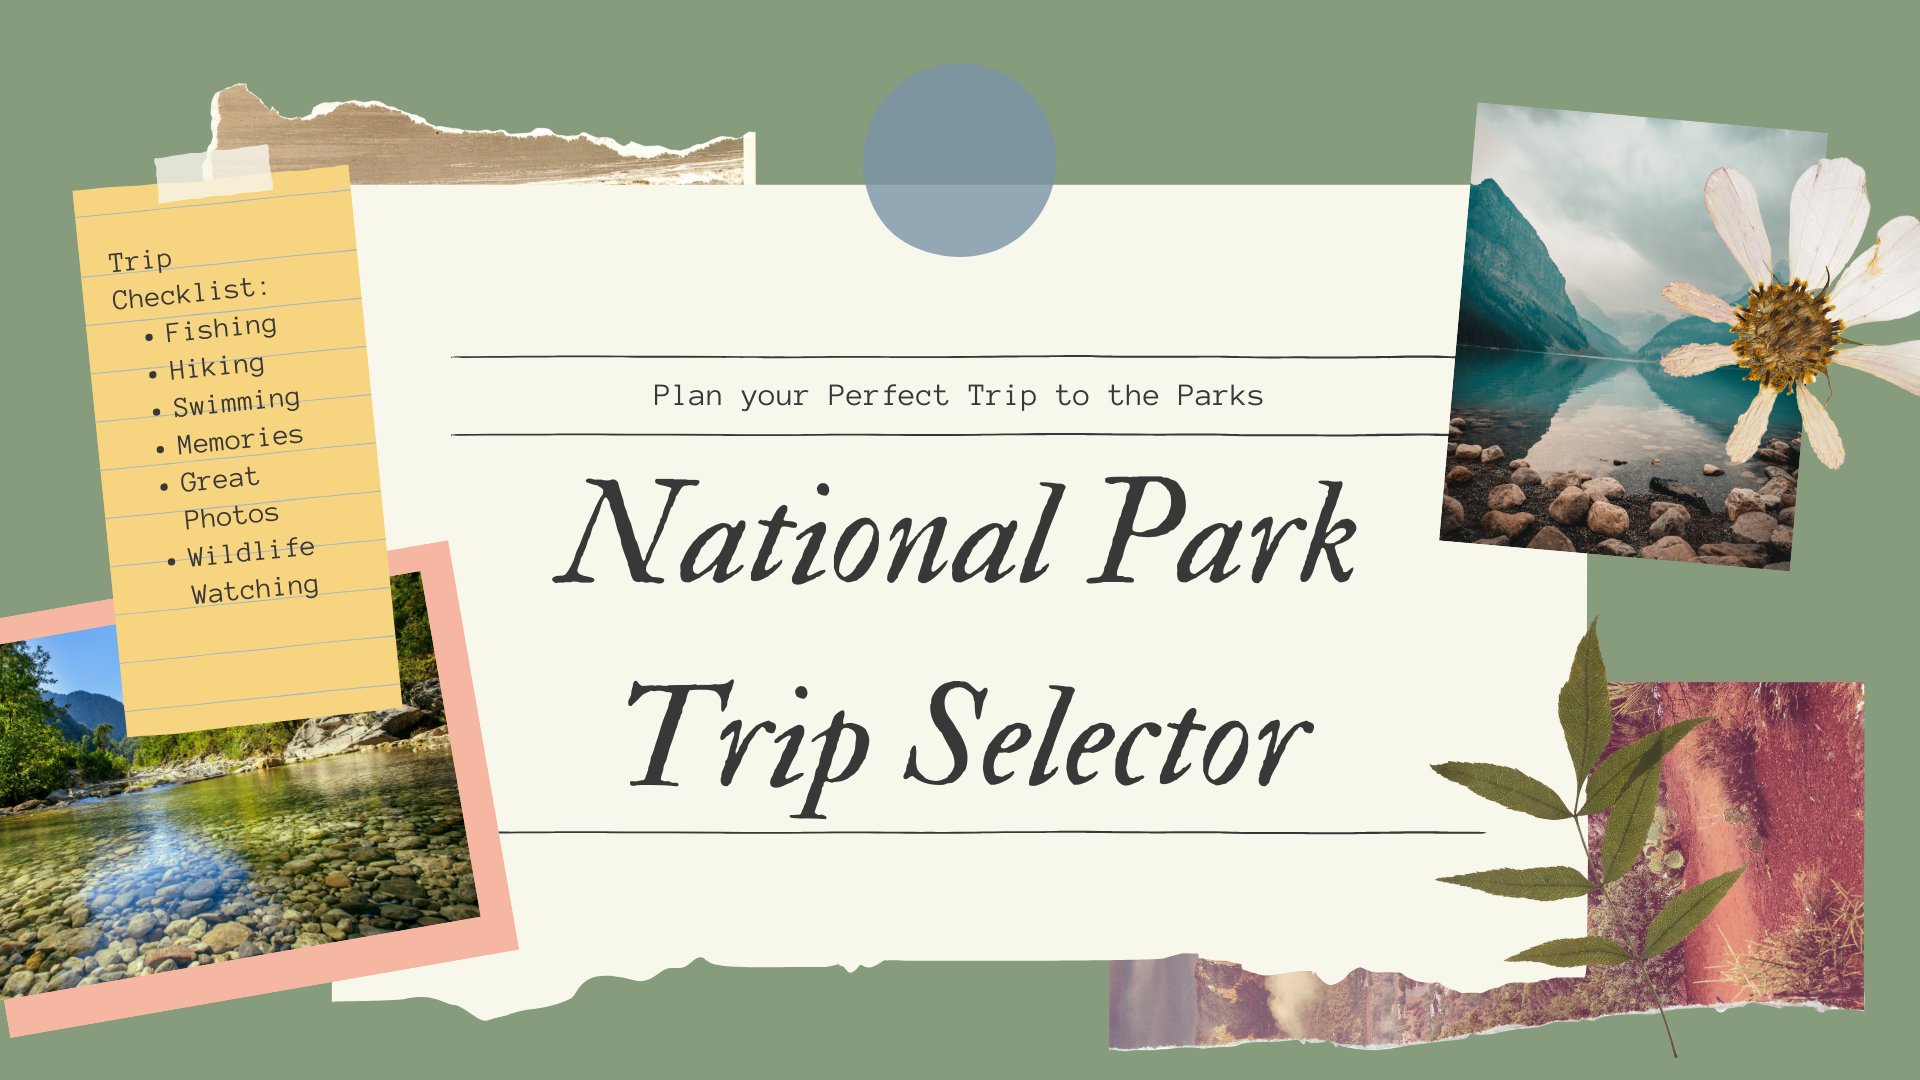 Trip
Checklist:
• Fishing
• Hiking
• Swimming
• Memories
• Great
Photos
• Wildlife
Watching
Plan your Perfect Trip to the Parks
National Park
Trip Selector